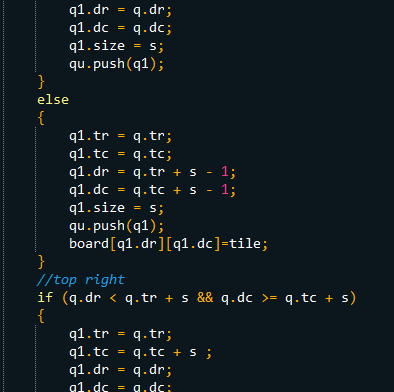 q1.dr = q.dr;
q1.dc = q.dc;
q1.size = s;
qu.push(q1);
}
else
{
q1.tr = q.tr;
q1.tc = q.tc;
q1.dr = q.tr + s - 1;
q1.dc = q.tc + s - 1;
q1.size = s;
qu.push(q1);
board[q1.dr][q1.dc]=tile;
}
//top right
if (q.dr < q.tr + s && q.dc >= q.tc + s)
{
q1.tr = q.tr;
q1.tc = q.tc + s ;
q1.dr = q.dr;
q1.dc = q.dc;